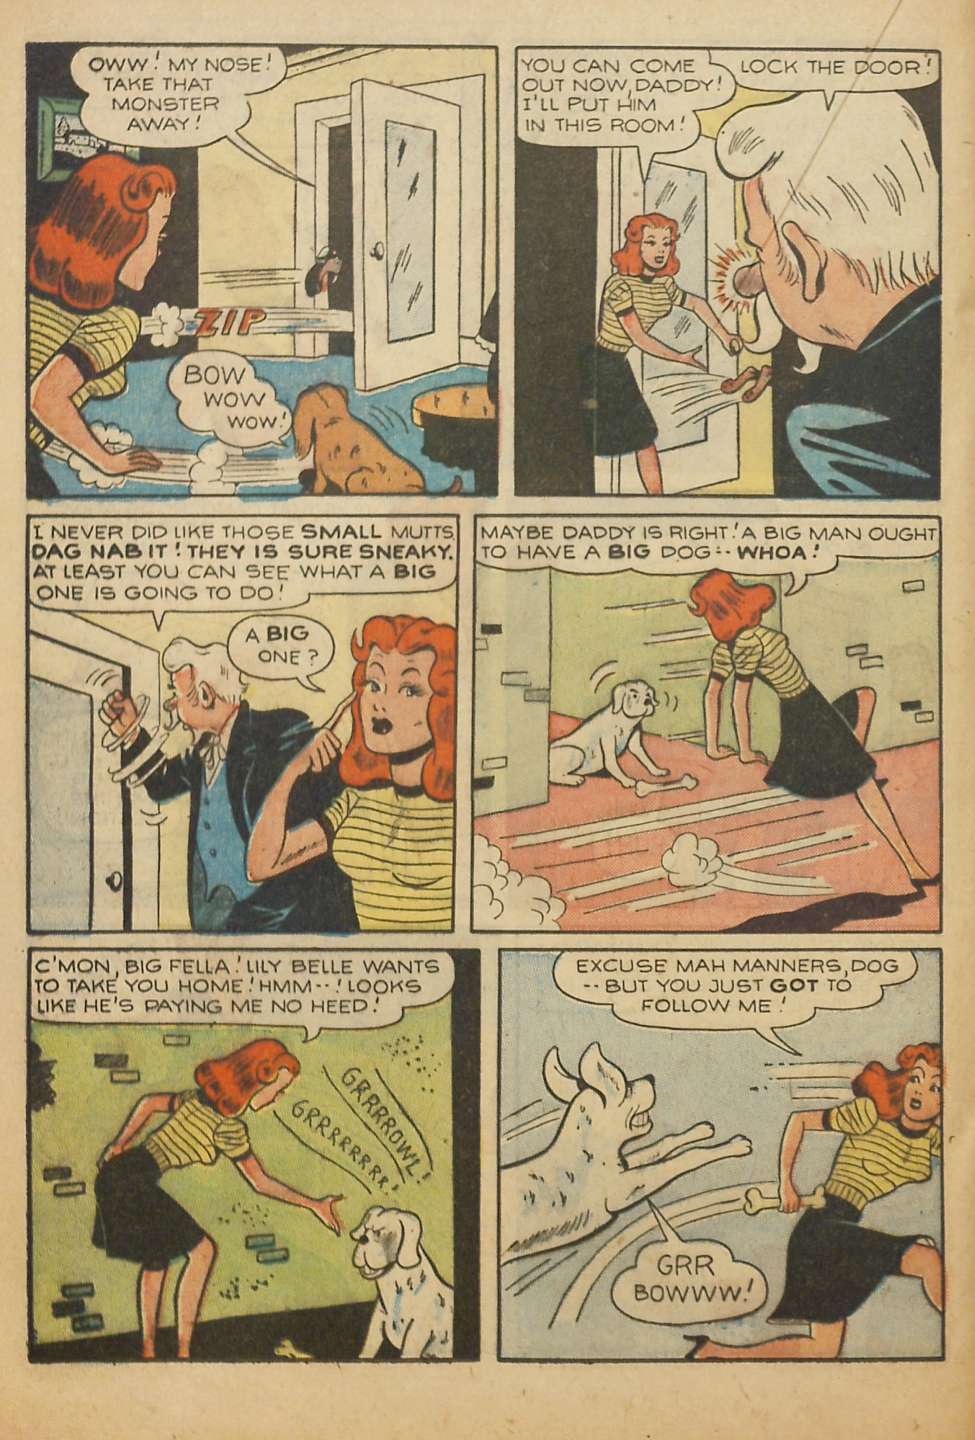 OWW! MY NOSE!
TAKE THAT
MONSTER
AWAY!
ZIP
BOW
WOW
WOW!
YOU CAN COME
OUT NOW, DADDY!
I'LL PUT HIM
IN THIS ROOM!
LOCK THE DOOR!
I NEVER DID LIKE THOSE SMALL MUTTS,
DAG NAB IT! THEY IS SURE SNEAKY.
AT LEAST YOU CAN SEE WHAT A BIG
ONE IS GOING TO DO!
A BIG
ONE?
MAYBE DADDY IS RIGHT! A BIG MAN OUGHT
TO HAVE A BIG DOG-- WHOA!
C'MON, BIG FELLA! LILY BELLE WANTS
TO TAKE YOU HOME! HMM--! LOOKS
LIKE HE'S PAYING ME NO HEED!
GRRRROWL!
GRRRRRRRR!
EXCUSE MAH MANNERS, DOG
--BUT YOU JUST GOT TO
FOLLOW ME!
GRR
BOWWW!